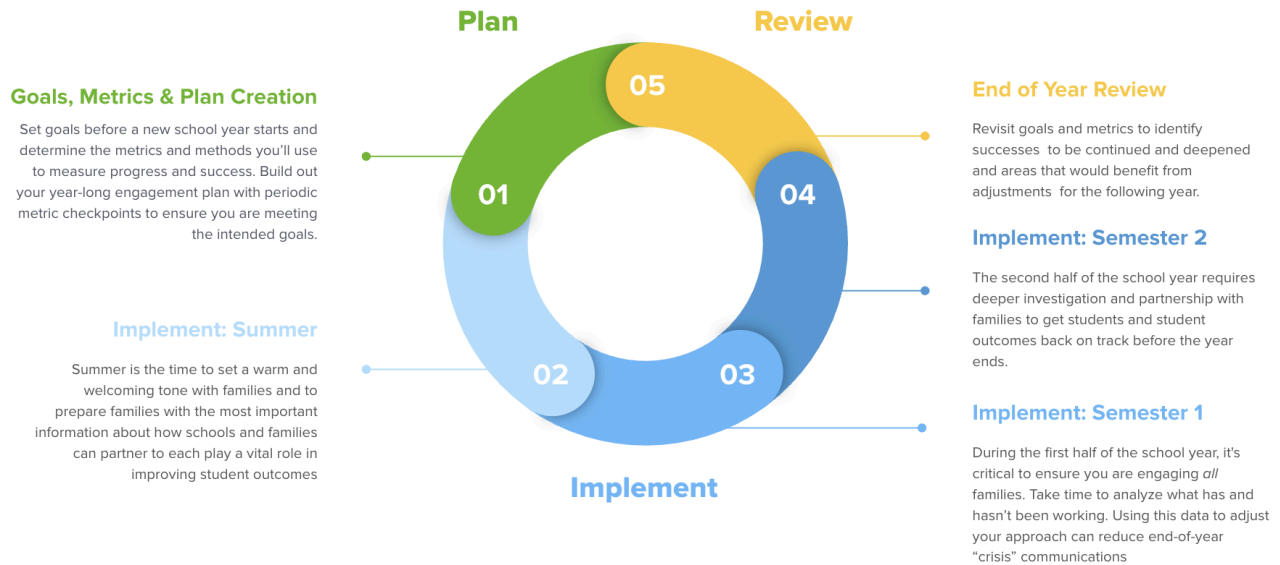 Plan
Review
Goals, Metrics & Plan Creation
Set goals before a new school year starts and
determine the metrics and methods you'll use
to measure progress and success. Build out
your year-long engagement plan with periodic
metric checkpoints to ensure you are meeting
the intended goals.
Implement: Summer
Summer is the time to set a warm and
welcoming tone with families and to
prepare families with the most important
information about how schools and families
can partner to each play a vital role in
improving student outcomes
05
01
04
02
03
Implement
End of Year Review
Revisit goals and metrics to identify
successes  to be continued and deepened
and areas that would benefit from
adjustments  for the following year.
Implement: Semester 2
The second half of the school year requires
deeper investigation and partnership with
families to get students and student
outcomes back on track before the year
ends.
Implement: Semester 1
During the first half of the school year, it's
critical to ensure you are engaging all
families. Take time to analyze what has and
hasn't been working. Using this data to adjust
your approach can reduce end-of-year
“crisis” communications